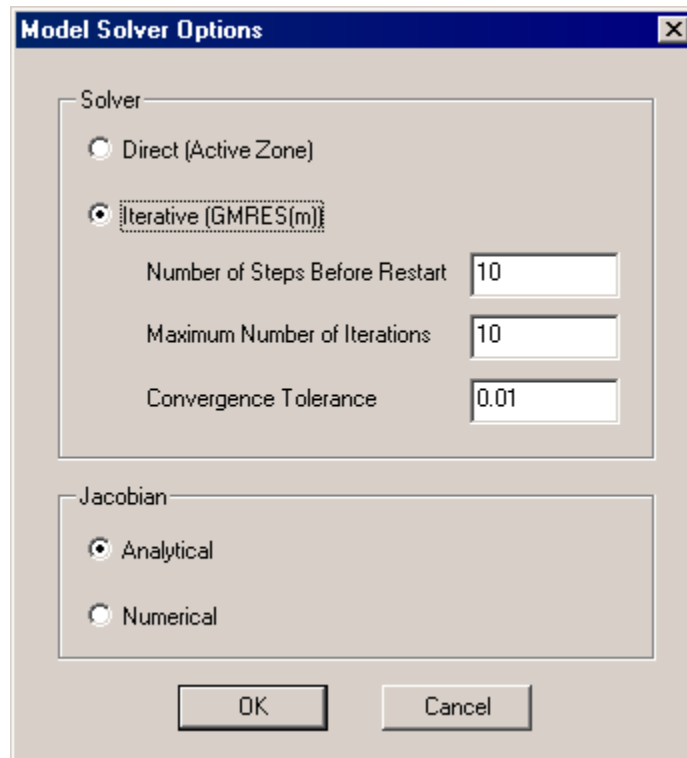 Model Solver Options
Solver
Direct (Active Zone)
Iterative (GMRES(m))
Number of Steps Before Restart 10
Maximum Number of Iterations 10
Convergence Tolerance 0.01
Jacobian
Analytical
Numerical
OK Cancel